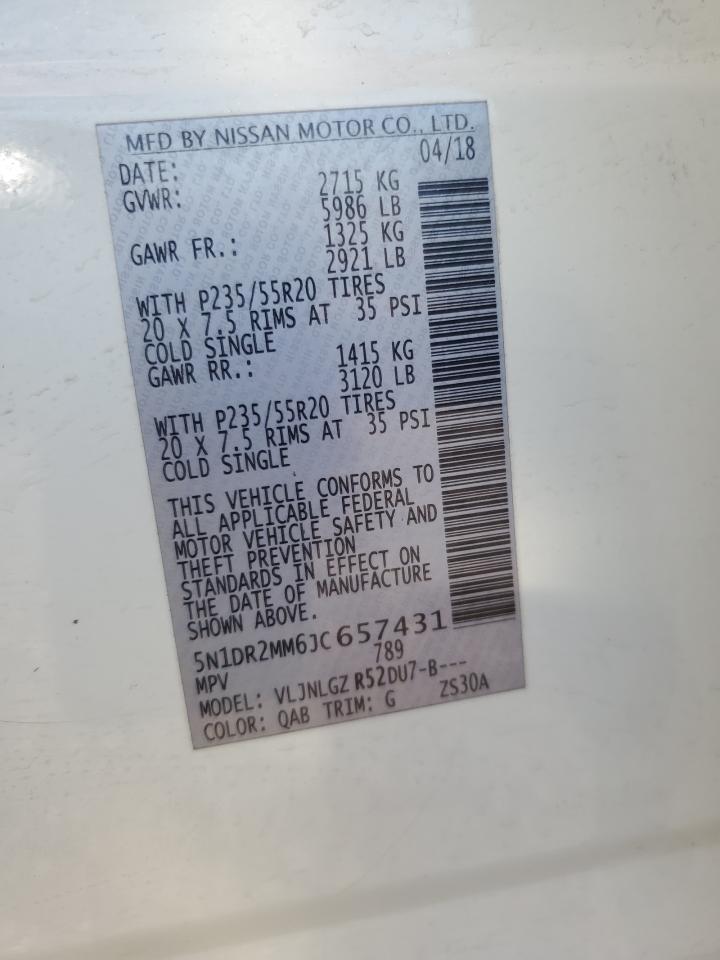 MFD BY NISSAN MOTOR CO., LTD.
DATE: 04/18
GVWR: 2715 KG
5986 LB
GAWR FR.: 1325 KG
2921 LB
WITH P235/55R20 TIRES
20 X 7.5 RIMS AT 35 PSI
COLD SINGLE
GAWR RR.: 1415 KG
3120 LB
WITH P235/55R20 TIRES
20 X 7.5 RIMS AT 35 PSI
COLD SINGLE
THIS VEHICLE CONFORMS TO
ALL APPLICABLE FEDERAL
MOTOR VEHICLE SAFETY AND
THEFT PREVENTION
STANDARDS IN EFFECT ON
THE DATE OF MANUFACTURE
SHOWN ABOVE.
5N1DR2MM6JC657431
MPV 789
MODEL: VLJNLGZ R52DU7-B---
COLOR: QAB TRIM: G ZS30A